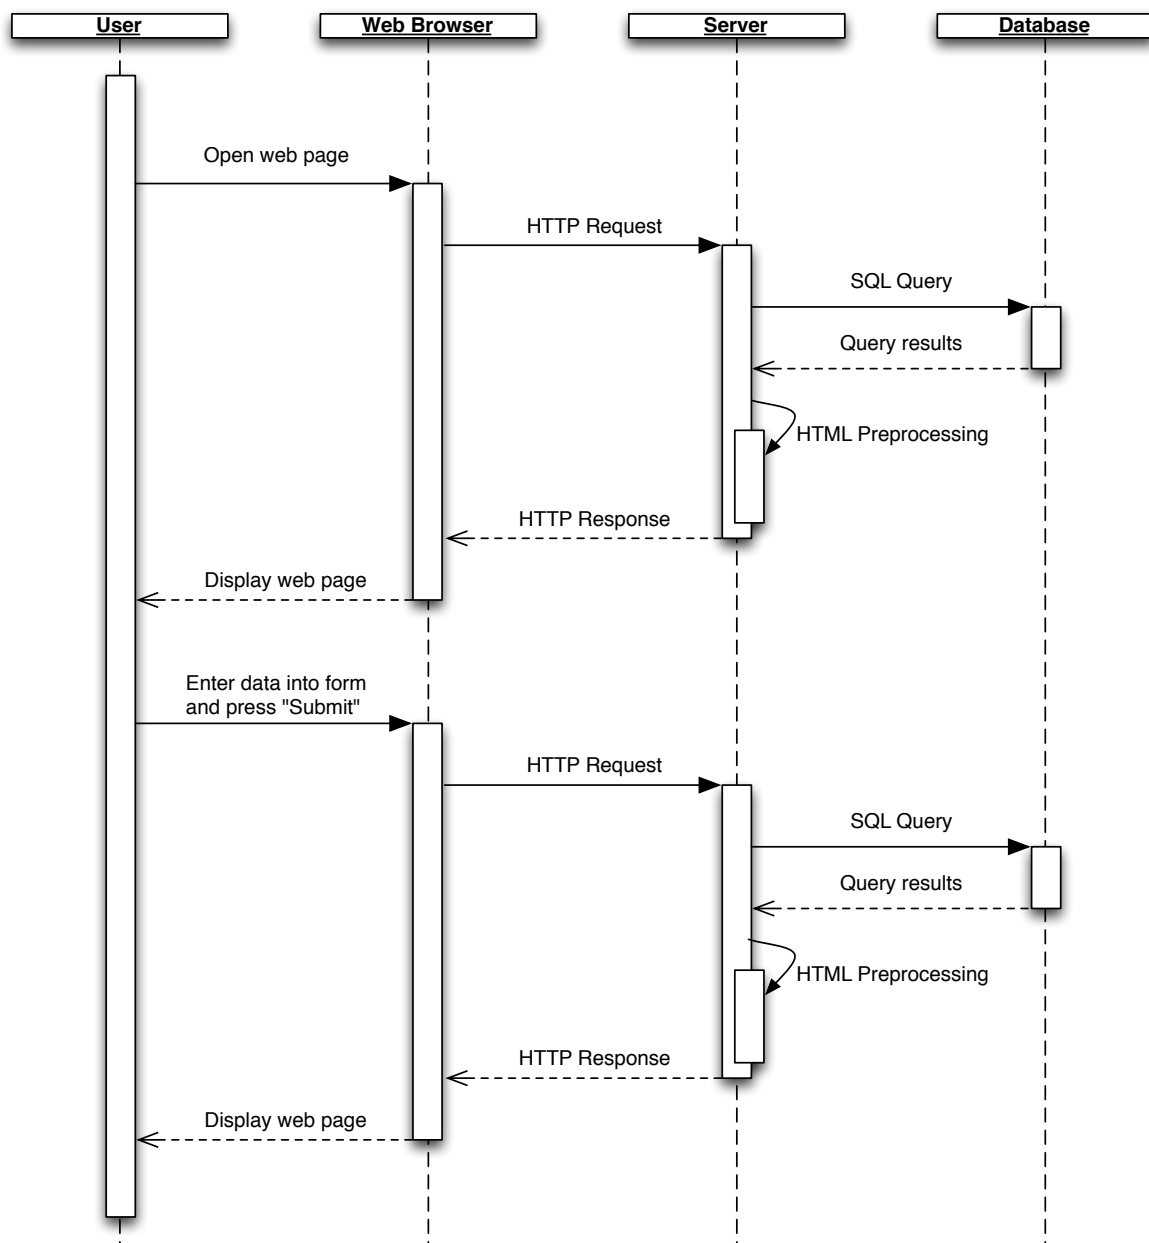 User
Web Browser
Server
Database
Open web page
HTTP Request
SQL Query
Query results
HTML Preprocessing
HTTP Response
Display web page
Enter data into form
and press "Submit"
HTTP Request
SQL Query
Query results
HTML Preprocessing
HTTP Response
Display web page